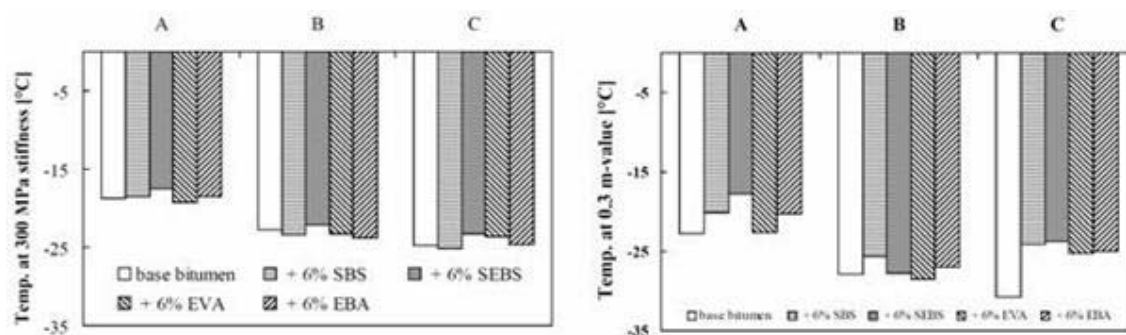 A B C
Temp. at 300 MPa stiffness [°C]
-5
-15
-25
-35
base bitumen + 6% SBS + 6% SEBS
+ 6% EVA + 6% EBA
A B C
Temp. at 0.3 m-value [°C]
-5
-15
-25
-35
base bitumen + 6% SBS + 6% SEBS + 6% EVA + 6% EBA